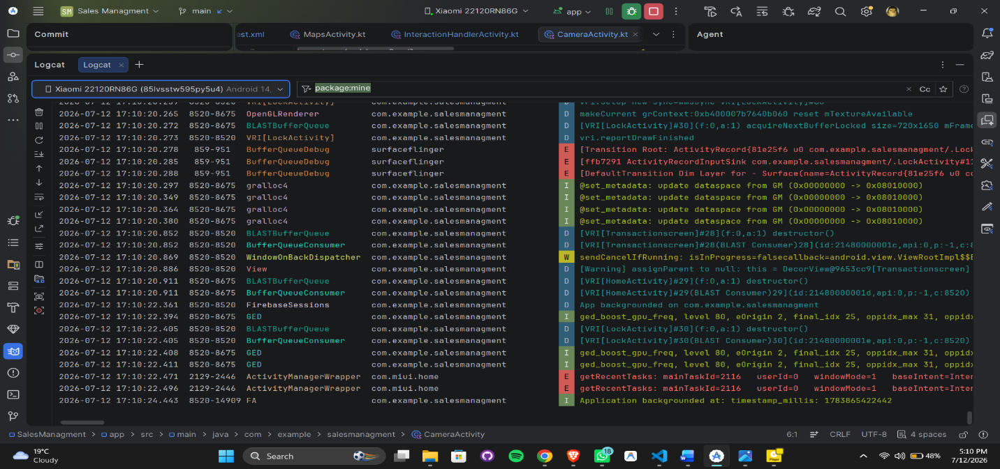 SM Sales Managment main Xiaomi 22120RN86G app
Commit
est.xml MapsActivity.kt InteractionHandlerActivity.kt CameraActivity.kt
Agent
Logcat Logcat
Xiaomi 22120RN86G (85lvsstw595py5u4) Android 14, package:mine Cc
2026-07-12 17:10:20.265 8520-8675 OpenGLRenderer com.example.salesmanagment D makeCurrent grContext:0xb400007b7640b060 reset mTextureAvailable
2026-07-12 17:10:20.272 8520-8675 BLASTBufferQueue com.example.salesmanagment D [VRI[LockActivity]#30](f:0,a:1) acquireNextBufferLocked size=720x1650 mFrame
2026-07-12 17:10:20.273 8520-8520 VRI[LockActivity] com.example.salesmanagment D vri.reportDrawFinished
2026-07-12 17:10:20.278 859-951 BufferQueueDebug surfaceflinger E [Transition Root: ActivityRecord{81e25f6 u0 com.example.salesmanagment/.Lock
2026-07-12 17:10:20.285 859-951 BufferQueueDebug surfaceflinger E [ffb7291 ActivityRecordInputSink com.example.salesmanagment/.LockActivity#11
2026-07-12 17:10:20.288 859-951 BufferQueueDebug surfaceflinger E [DefaultTransition Dim Layer for - Surface(name=ActivityRecord{81e25f6 u0 co
2026-07-12 17:10:20.297 8520-8675 gralloc4 com.example.salesmanagment I @set_metadata: update dataspace from GM (0x00000000 -> 0x08010000)
2026-07-12 17:10:20.349 8520-8675 gralloc4 com.example.salesmanagment I @set_metadata: update dataspace from GM (0x00000000 -> 0x08010000)
2026-07-12 17:10:20.364 8520-8675 gralloc4 com.example.salesmanagment I @set_metadata: update dataspace from GM (0x00000000 -> 0x08010000)
2026-07-12 17:10:20.380 8520-8675 gralloc4 com.example.salesmanagment I @set_metadata: update dataspace from GM (0x00000000 -> 0x08010000)
2026-07-12 17:10:20.852 8520-8520 BLASTBufferQueue com.example.salesmanagment D [VRI[Transactionscreen]#28](f:0,a:1) destructor()
2026-07-12 17:10:20.852 8520-8520 BufferQueueConsumer com.example.salesmanagment D [VRI[Transactionscreen]#28(BLAST Consumer)28](id:21480000001c,api:0,p:-1,c:8
2026-07-12 17:10:20.869 8520-8520 WindowOnBackDispatcher com.example.salesmanagment W sendCancelIfRunning: isInProgress=falsecallback=android.view.ViewRootImpl$$E
2026-07-12 17:10:20.886 8520-8520 View com.example.salesmanagment D [Warning] assignParent to null: this = DecorView@9653cc9[Transactionscreen]
2026-07-12 17:10:20.911 8520-8520 BLASTBufferQueue com.example.salesmanagment D [VRI[HomeActivity]#29](f:0,a:1) destructor()
2026-07-12 17:10:20.911 8520-8520 BufferQueueConsumer com.example.salesmanagment D [VRI[HomeActivity]#29(BLAST Consumer)29](id:21480000001d,api:0,p:-1,c:8520)
2026-07-12 17:10:22.361 8520-8520 FirebaseSessions com.example.salesmanagment D App backgrounded on com.example.salesmanagment
2026-07-12 17:10:22.394 8520-8675 GED com.example.salesmanagment I ged_boost_gpu_freq, level 80, eOrigin 2, final_idx 25, oppidx_max 31, oppidx
2026-07-12 17:10:22.405 8520-8520 BLASTBufferQueue com.example.salesmanagment D [VRI[LockActivity]#30](f:0,a:1) destructor()
2026-07-12 17:10:22.405 8520-8520 BufferQueueConsumer com.example.salesmanagment D [VRI[LockActivity]#30(BLAST Consumer)30](id:21480000001e,api:0,p:-1,c:8520)
2026-07-12 17:10:22.408 8520-8675 GED com.example.salesmanagment I ged_boost_gpu_freq, level 80, eOrigin 2, final_idx 25, oppidx_max 31, oppidx
2026-07-12 17:10:22.411 8520-8675 GED com.example.salesmanagment I ged_boost_gpu_freq, level 80, eOrigin 2, final_idx 25, oppidx_max 31, oppidx
2026-07-12 17:10:22.471 2129-2446 ActivityManagerWrapper com.miui.home E getRecentTasks: mainTaskId=2116 userId=0 windowMode=1 baseIntent=Inter
2026-07-12 17:10:22.496 2129-2446 ActivityManagerWrapper com.miui.home E getRecentTasks: mainTaskId=2116 userId=0 windowMode=1 baseIntent=Inter
2026-07-12 17:10:24.443 8520-14909 FA com.example.salesmanagment I Application backgrounded at: timestamp_millis: 1783865422442
SalesManagment > app > src > main > java > com > example > salesmanagment > CameraActivity 6:1 CRLF UTF-8 4 spaces
19°C
Cloudy
Search
18
48%
5:10 PM
7/12/2026